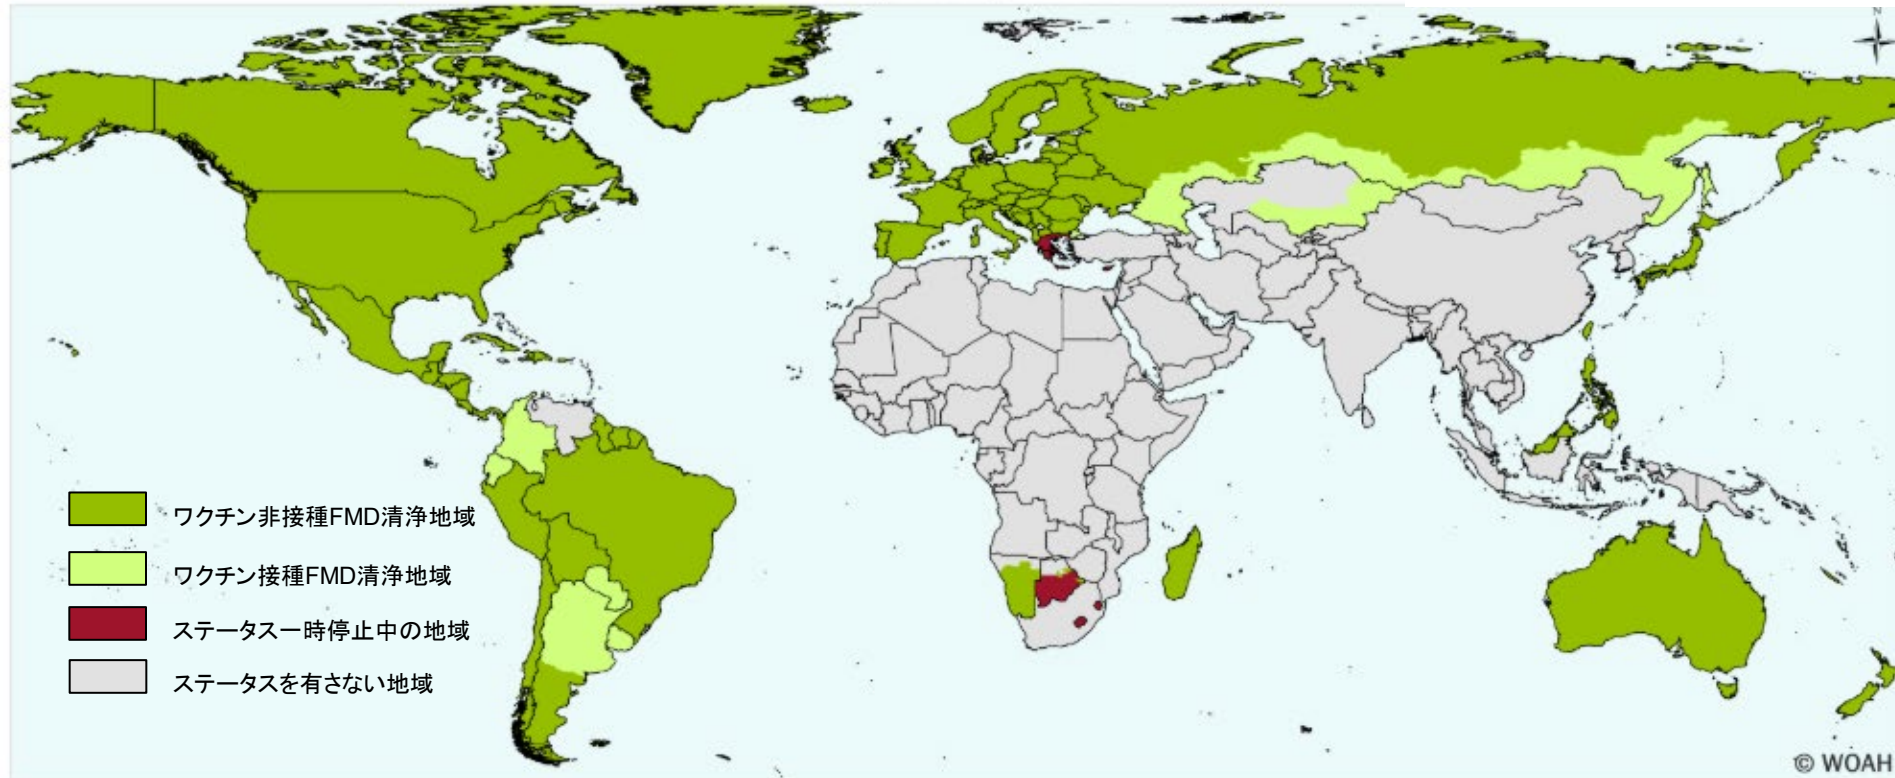 N
ワクチン非接種FMD清浄地域
ワクチン接種FMD清浄地域
ステータス一時停止中の地域
ステータスを有さない地域
© WOAH